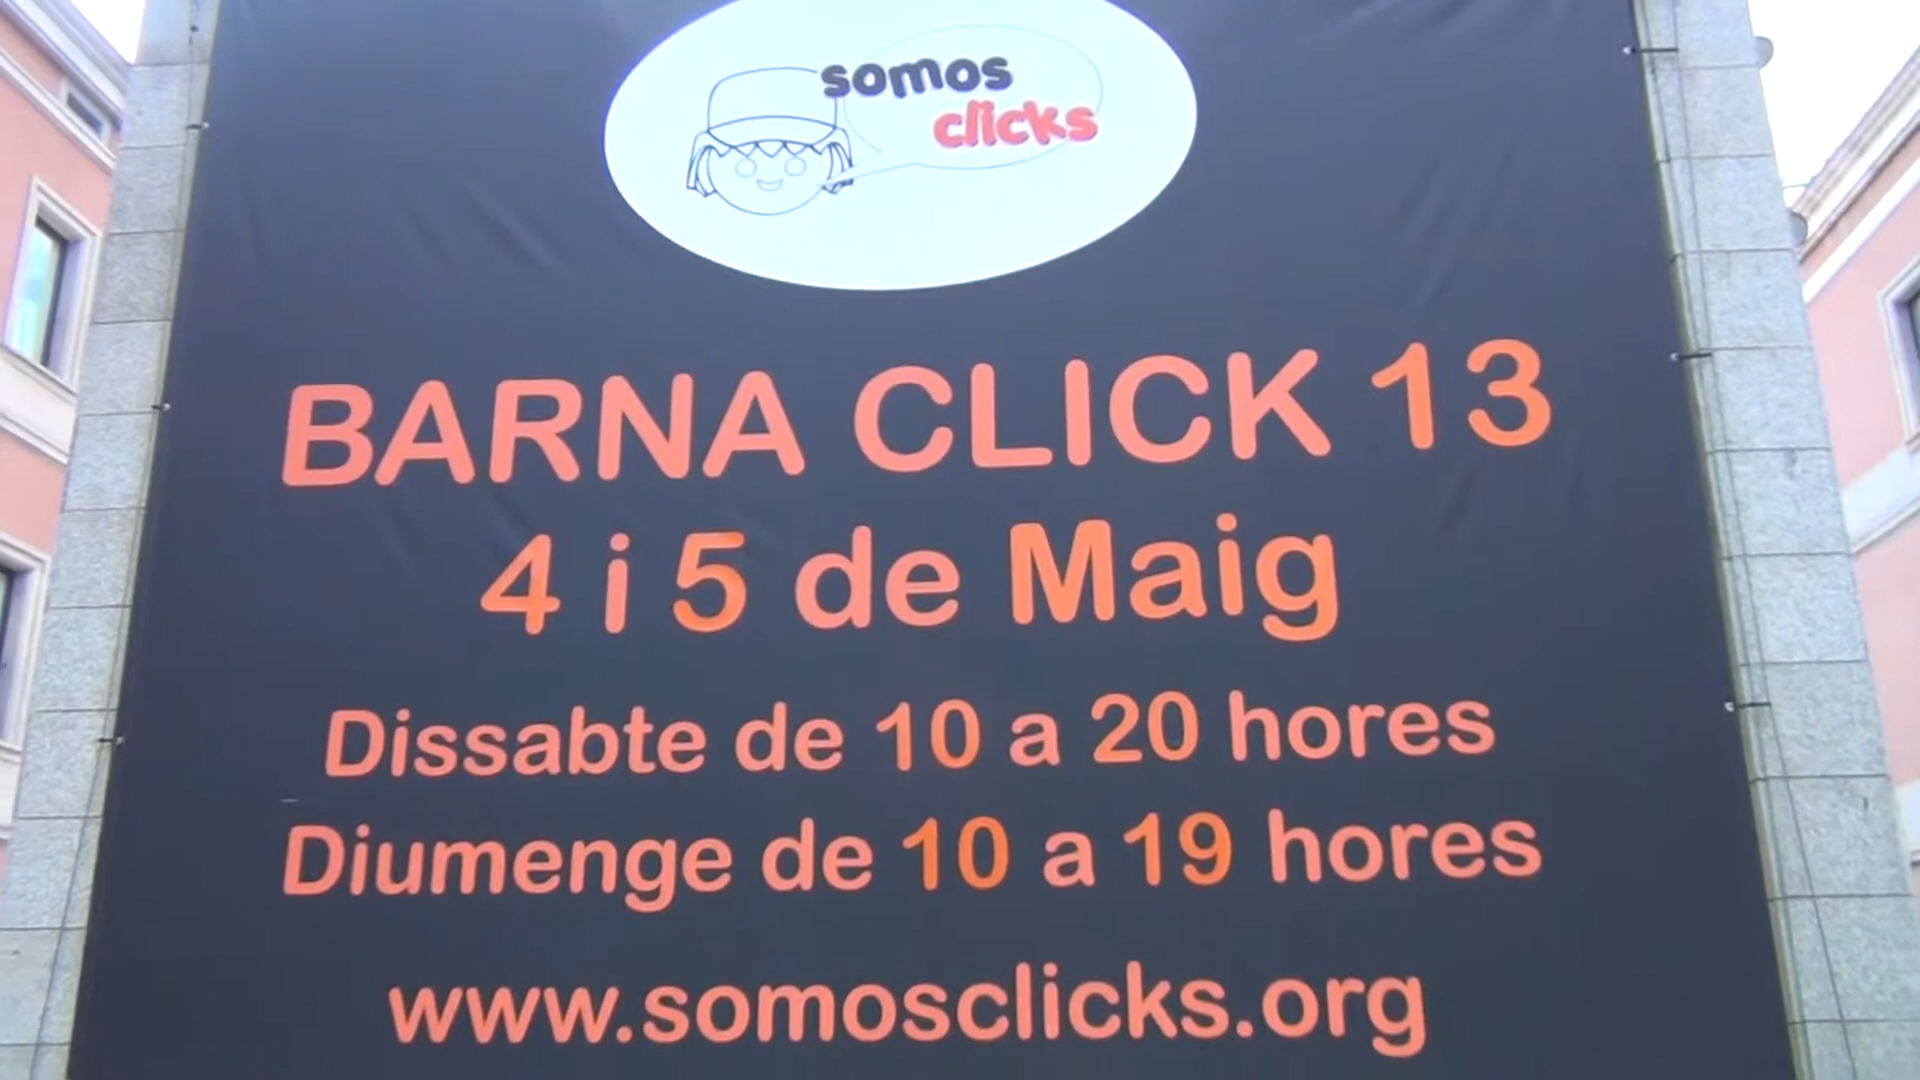 somos
clicks
BARNA CLICK 13
4 i 5 de Maig
Dissabte de 10 a 20 hores
Diumenge de 10 a 19 hores
www.somosclicks.org